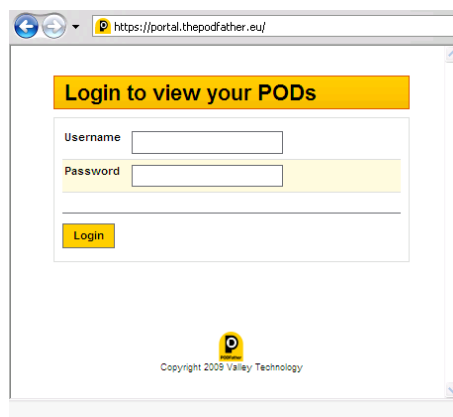 https://portal.thepodfather.eu/
Login to view your PODs
Username
Password
Login
P
PODFather
Copyright 2009 Valley Technology